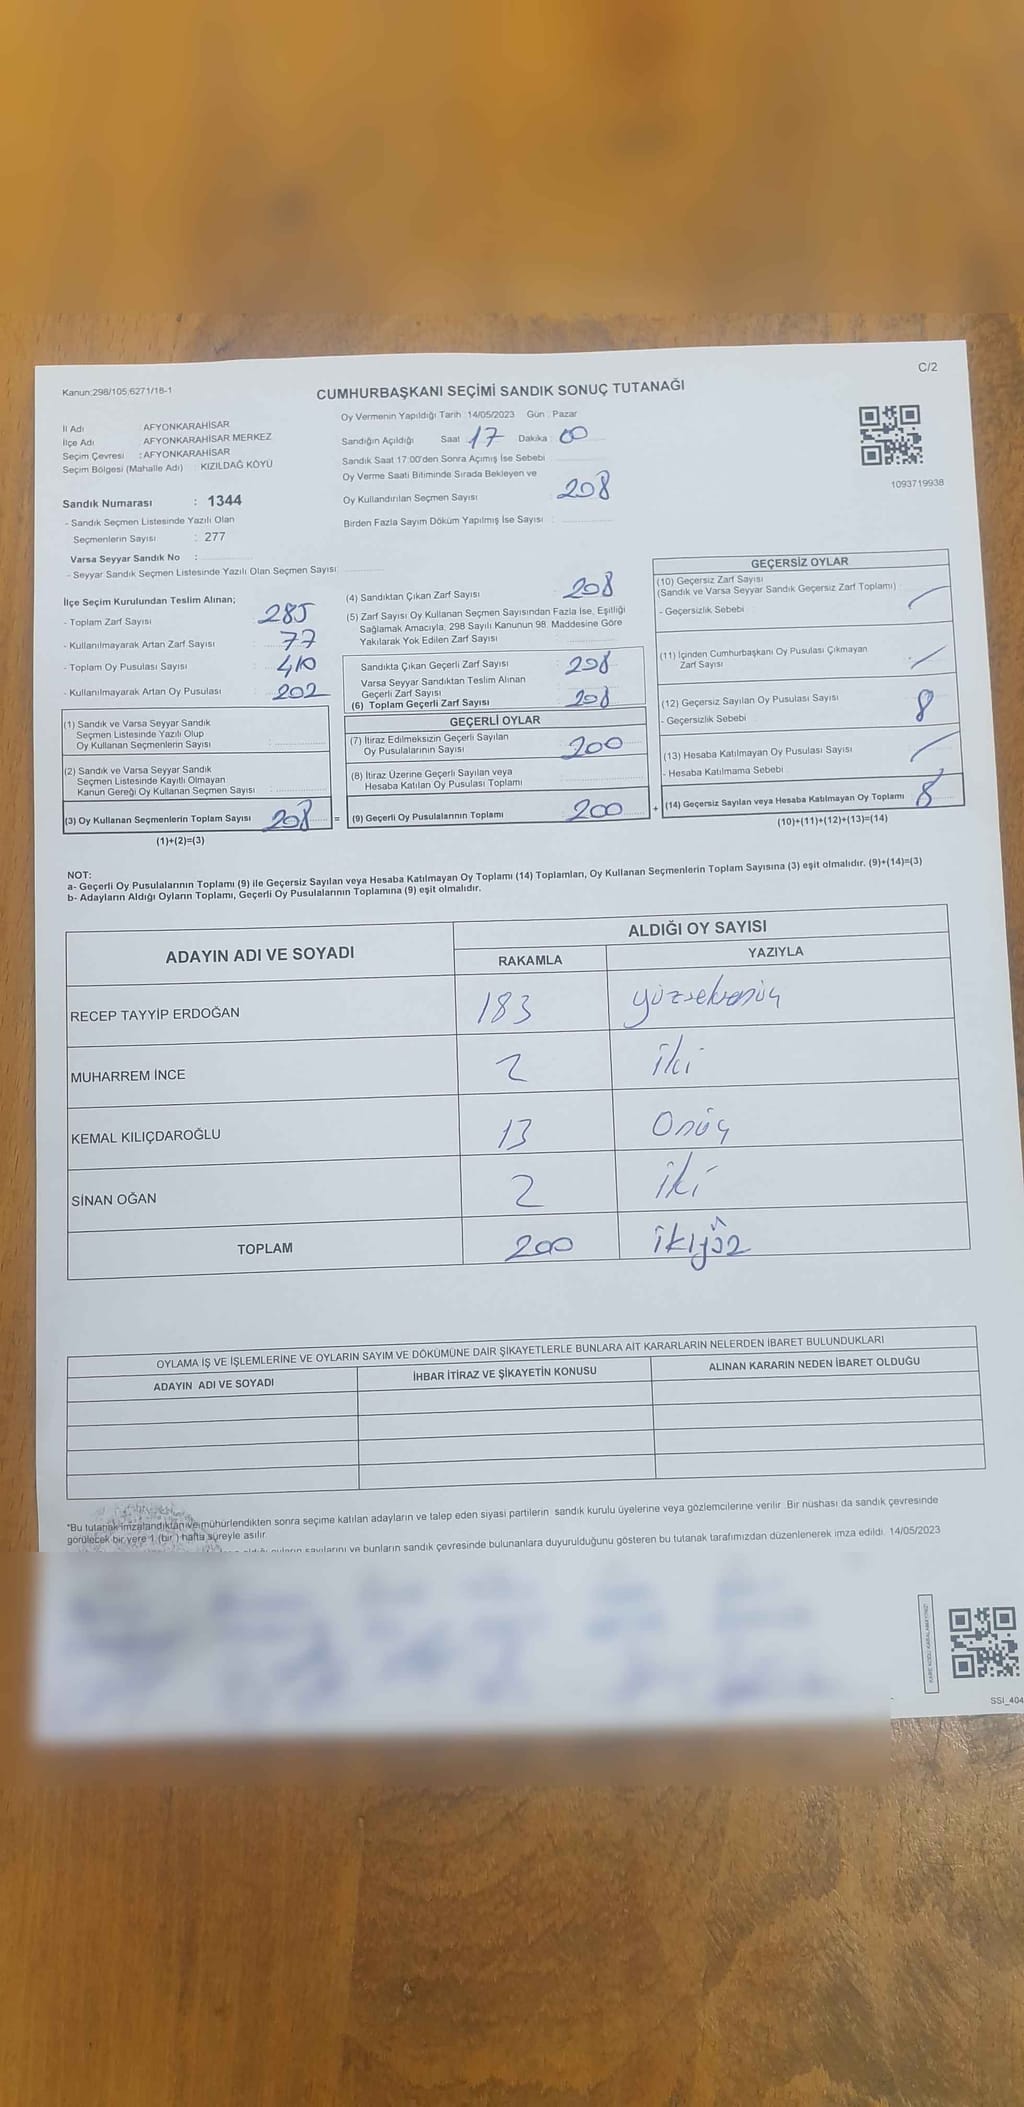 C/2
Kanun:298/105,6271/18-1
CUMHURBAŞKANI SEÇİMİ SANDIK SONUÇ TUTANAĞI
İl Adı AFYONKARAHİSAR
İlçe Adı AFYONKARAHİSAR MERKEZ
Seçim Çevresi : AFYONKARAHİSAR
Seçim Bölgesi (Mahalle Adı) KIZILDAĞ KÖYÜ
Sandık Numarası : 1344
- Sandık Seçmen Listesinde Yazılı Olan
Seçmenlerin Sayısı : 277
Varsa Seyyar Sandık No :
- Seyyar Sandık Seçmen Listesinde Yazılı Olan Seçmen Sayısı
Oy Vermenin Yapıldığı Tarih : 14/05/2023 Gün : Pazar
Sandığın Açıldığı Saat 17 Dakika 00
Sandık Saat 17:00'den Sonra Açımış İse Sebebi
Oy Verme Saati Bitiminde Sırada Bekleyen ve
Oy Kullandırılan Seçmen Sayısı : 208
Birden Fazla Sayım Döküm Yapılmış İse Sayısı :
1093719938
İlçe Seçim Kurulundan Teslim Alınan;
- Toplam Zarf Sayısı : 285
- Kullanılmayarak Artan Zarf Sayısı : 77
- Toplam Oy Pusulası Sayısı : 410
- Kullanılmayarak Artan Oy Pusulası : 202
(1) Sandık ve Varsa Seyyar Sandık
Seçmen Listesinde Yazılı Olup
Oy Kullanan Seçmenlerin Sayısı :
(2) Sandık ve Varsa Seyyar Sandık
Seçmen Listesinde Kayıtlı Olmayan
Kanun Gereği Oy Kullanan Seçmen Sayısı :
(3) Oy Kullanan Seçmenlerin Toplam Sayısı 208 =
(1)+(2)=(3)
(4) Sandıktan Çıkan Zarf Sayısı : 208
(5) Zarf Sayısı Oy Kullanan Seçmen Sayısından Fazla İse, Eşitliği
Sağlamak Amacıyla, 298 Sayılı Kanunun 98. Maddesine Göre
Yakılarak Yok Edilen Zarf Sayısı
Sandıkta Çıkan Geçerli Zarf Sayısı : 208
Varsa Seyyar Sandıktan Teslim Alınan
Geçerli Zarf Sayısı
(6) Toplam Geçerli Zarf Sayısı : 208
GEÇERLİ OYLAR
(7) İtiraz Edilmeksizin Geçerli Sayılan
Oy Pusulalarının Sayısı : 200
(8) İtiraz Üzerine Geçerli Sayılan veya
Hesaba Katılan Oy Pusulası Toplamı
(9) Geçerli Oy Pusulalarının Toplamı : 200 +
GEÇERSİZ OYLAR
(10) Geçersiz Zarf Sayısı
(Sandık ve Varsa Seyyar Sandık Geçersiz Zarf Toplamı) :
- Geçersizlik Sebebi :
(11) İçinden Cumhurbaşkanı Oy Pusulası Çıkmayan
Zarf Sayısı
(12) Geçersiz Sayılan Oy Pusulası Sayısı 8
- Geçersizlik Sebebi
(13) Hesaba Katılmayan Oy Pusulası Sayısı :
- Hesaba Katılmama Sebebi :
(14) Geçersiz Sayılan veya Hesaba Katılmayan Oy Toplamı 8
(10)+(11)+(12)+(13)=(14)
NOT:
a- Geçerli Oy Pusulalarının Toplamı (9) ile Geçersiz Sayılan veya Hesaba Katılmayan Oy Toplamı (14) Toplamları, Oy Kullanan Seçmenlerin Toplam Sayısına (3) eşit olmalıdır. (9)+(14)=(3)
b- Adayların Aldığı Oyların Toplamı, Geçerli Oy Pusulalarının Toplamına (9) eşit olmalıdır.
ADAYIN ADI VE SOYADI ALDIĞI OY SAYISI
RAKAMLA YAZIYLA
RECEP TAYYİP ERDOĞAN 183 yüzseksenüç
MUHARREM İNCE 2 iki
KEMAL KILIÇDAROĞLU 13 Onüç
SİNAN OĞAN 2 iki
TOPLAM 200 ikiyüz
OYLAMA İŞ VE İŞLEMLERİNE VE OYLARIN SAYIM VE DÖKÜMÜNE DAİR ŞİKAYETLERLE BUNLARA AİT KARARLARIN NELERDEN İBARET BULUNDUKLARI
ADAYIN ADI VE SOYADI İHBAR İTİRAZ VE ŞİKAYETİN KONUSU ALINAN KARARIN NEDEN İBARET OLDUĞU
*Bu tutanak imzalandıktan ve mühürlendikten sonra seçime katılan adayların ve talep eden siyasi partilerin sandık kurulu üyelerine veya gözlemcilerine verilir. Bir nüshası da sandık çevresinde
görülecek bir yere 1 (bir) hafta süreyle asılır.
sayılarını ve bunların sandık çevresinde bulunanlara duyurulduğunu gösteren bu tutanak tarafımızdan düzenlenerek imza edildi. 14/05/2023
KARE KODU KARALAMAYINIZ!
SSI_404